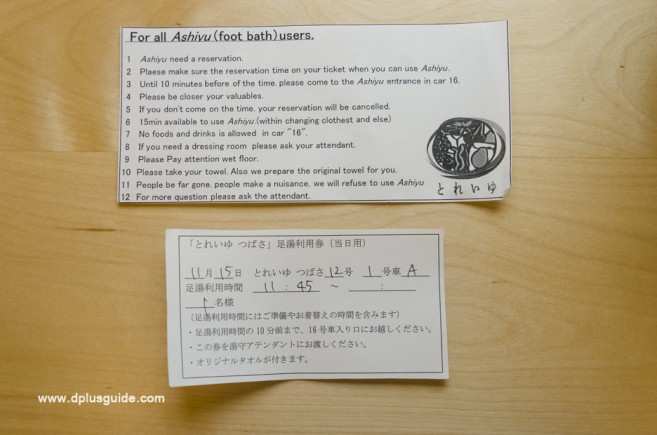 For all Ashiyu(foot bath)users.
1 Ashiyu need a reservation.
2 Plaese make sure the reservation time on your ticket when you can use Ashiyu.
3 Until 10 minutes before of the time, please come to the Ashiyu entrance in car 16.
4 Please be closer your valuables.
5 If you don't come on the time, your reservation will be cancelled.
6 15min available to use Ashiyu.(within changing clothest and else)
7 No foods and drinks is allowed in car "16".
8 If you need a dressing room please ask your attendant.
9 Please Pay attention wet floor.
10 Please take your towel. Also we prepare the original towel for you.
11 People be far gone, people make a nuisance, we will refuse to use Ashiyu
12 For more question please ask the attendant.
とれいゆ
「とれいゆ つばさ」足湯利用券（当日用）
11月15日 とれいゆ つばさ12号 1号車 A
足湯利用時間 11:45 ～ :
名様
（足湯利用時間にはご準備やお着替えの時間を含みます）
・足湯利用時間の10分前まで、16号車入り口にお越しください。
・この券を湯守アテンダントにお渡しください。
・オリジナルタオルが付きます。
www.dplusguide.com